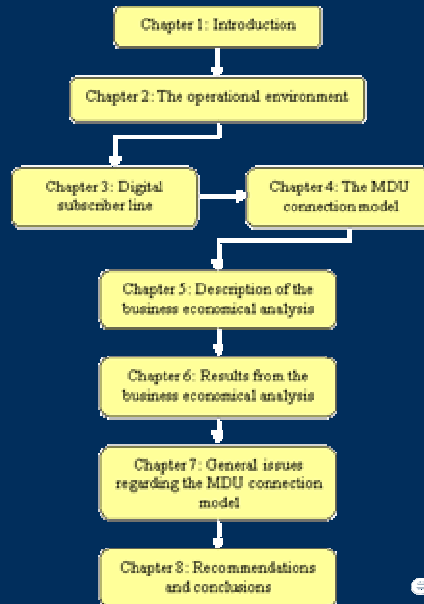 Chapter 1: Introduction
Chapter 2: The operational environment
Chapter 3: Digital
subscriber line
Chapter 4: The MDU
connection model
Chapter 5: Description of the
business economical analysis
Chapter 6: Results from the
business economical analysis
Chapter 7: General issues
regarding the MDU connection
model
Chapter 8: Recommendations
and conclusions